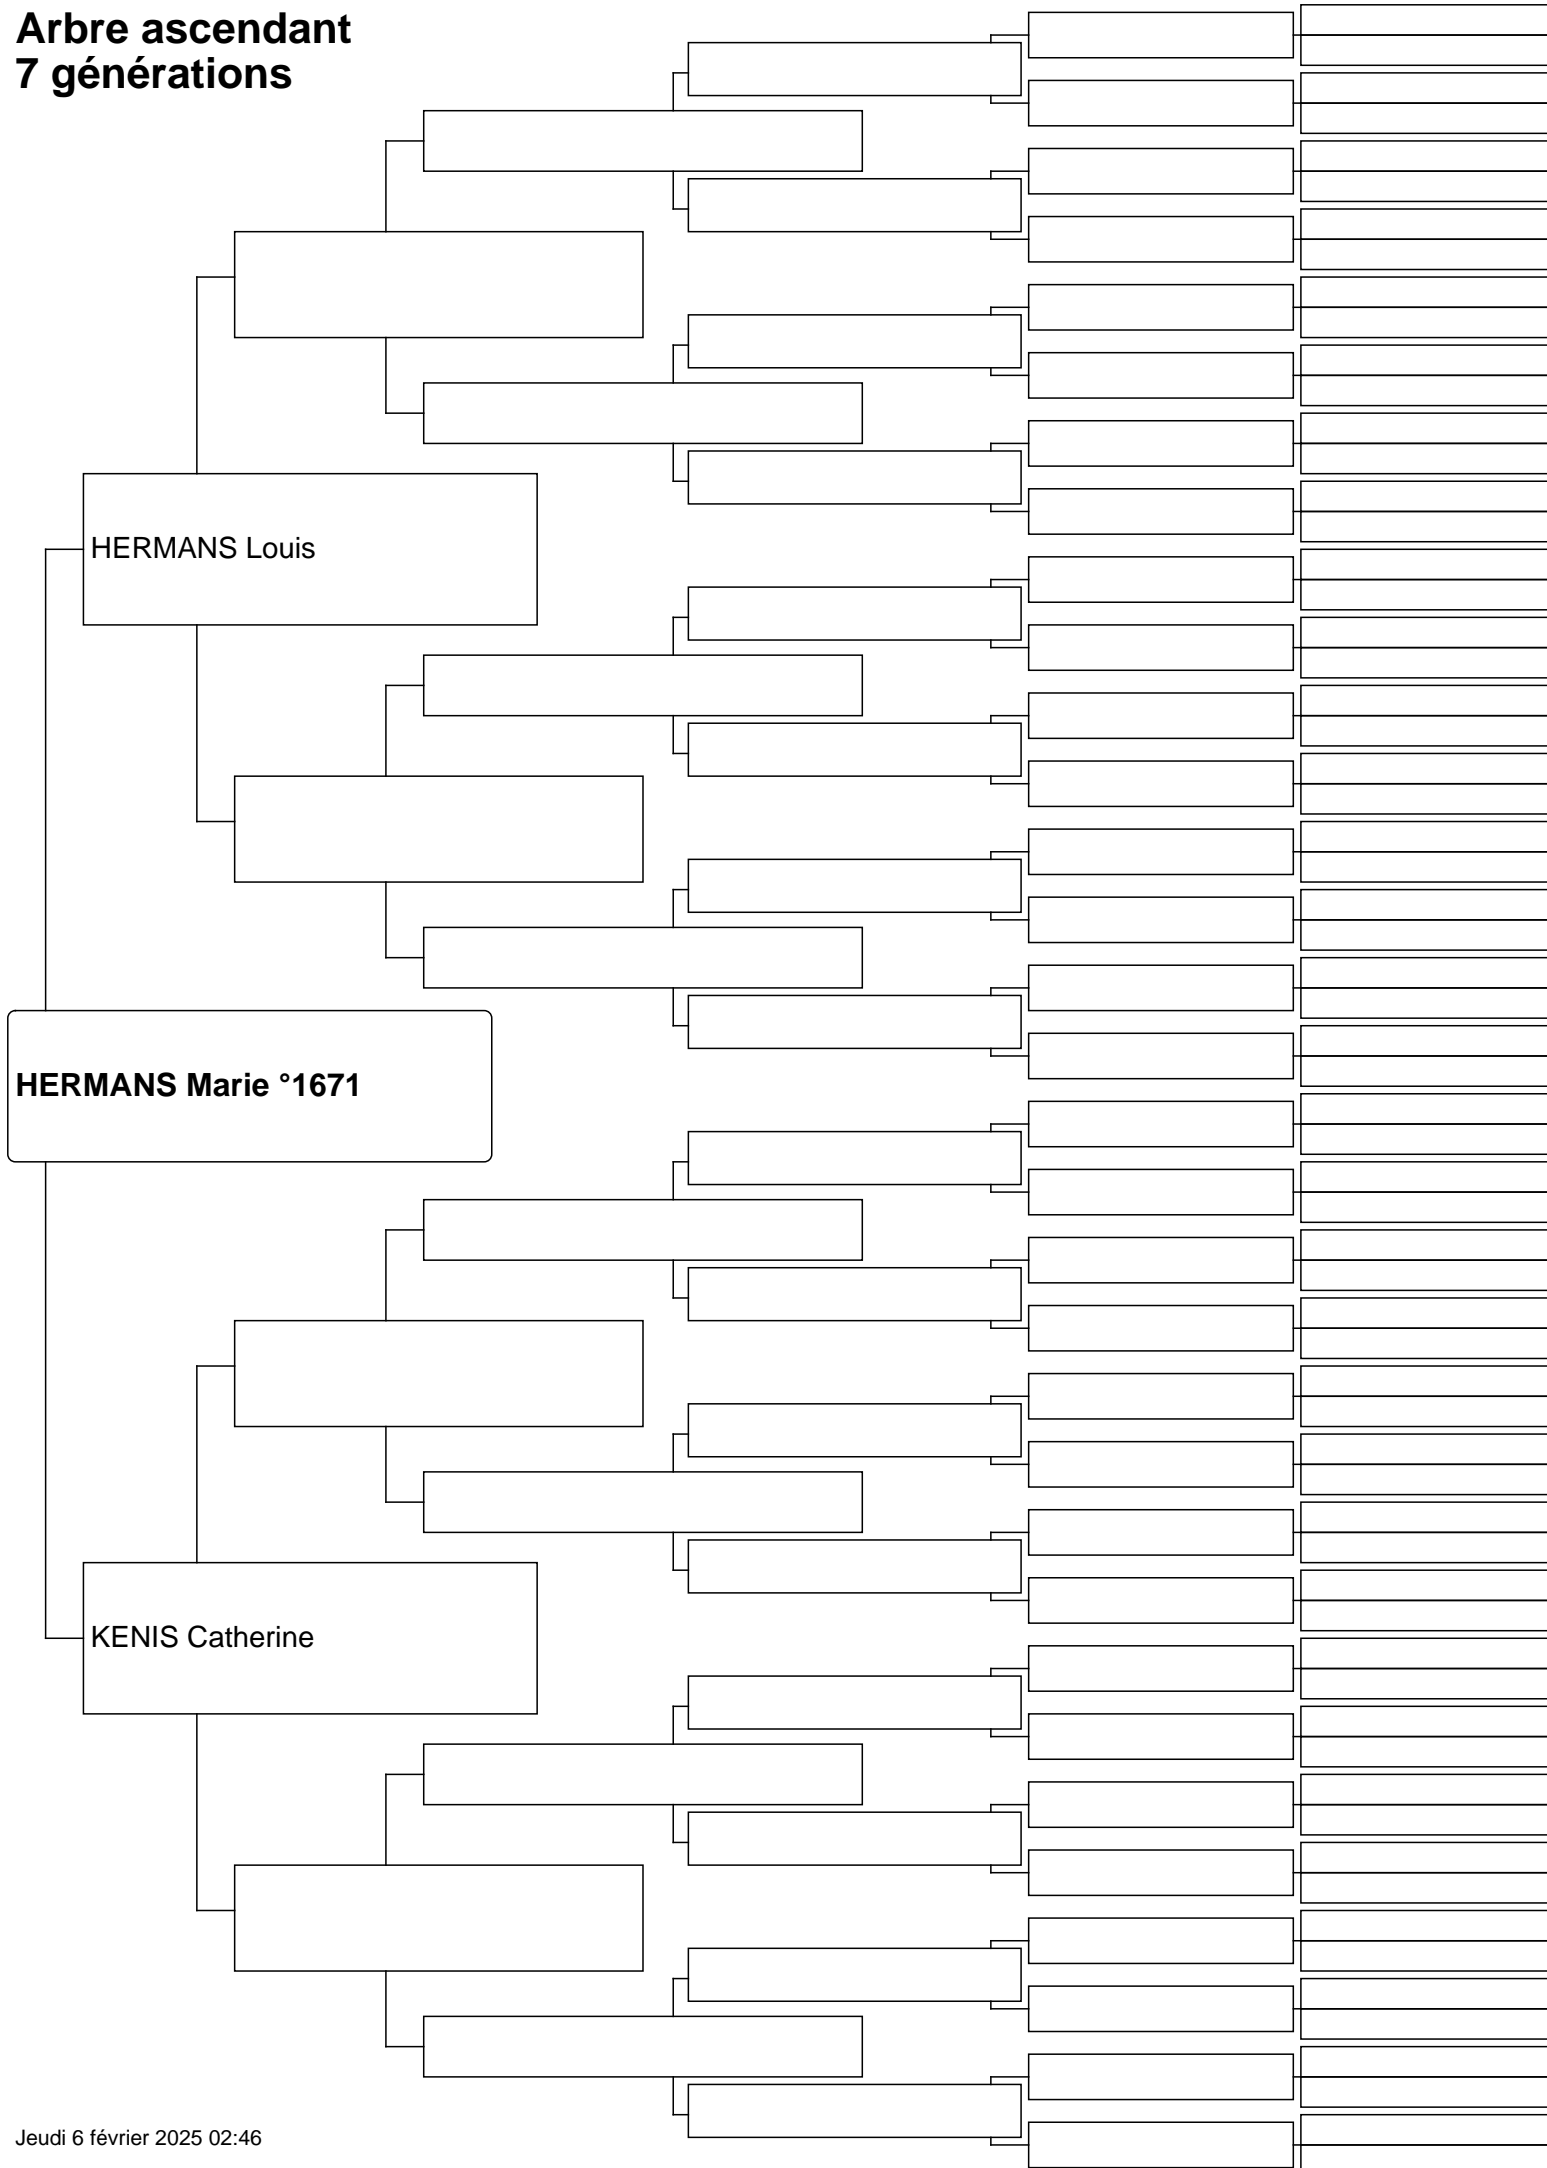 Arbre ascendant
7 générations
HERMANS Louis
HERMANS Marie °1671
KENIS Catherine
Jeudi 6 février 2025 02:46